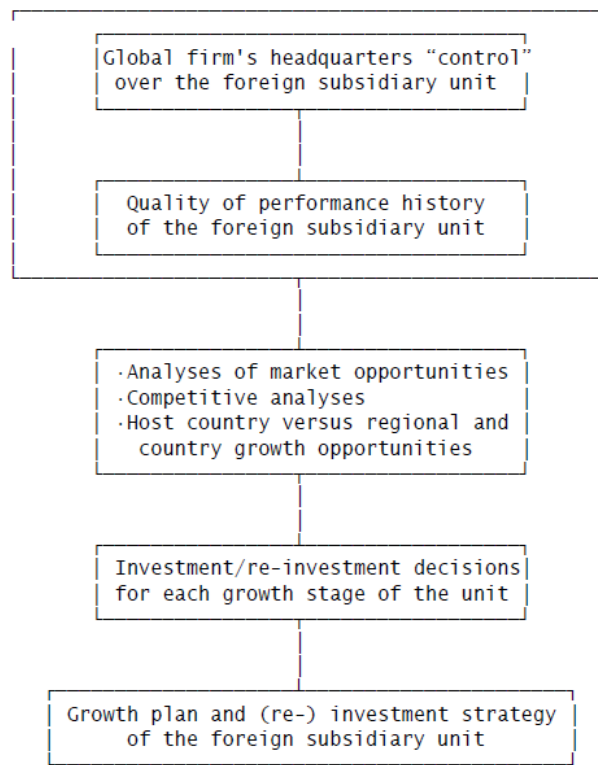 Global firm's headquarters “control”
over the foreign subsidiary unit
Quality of performance history
of the foreign subsidiary unit
·Analyses of market opportunities
·Competitive analyses
·Host country versus regional and
country growth opportunities
Investment/re-investment decisions
for each growth stage of the unit
Growth plan and (re-) investment strategy
of the foreign subsidiary unit